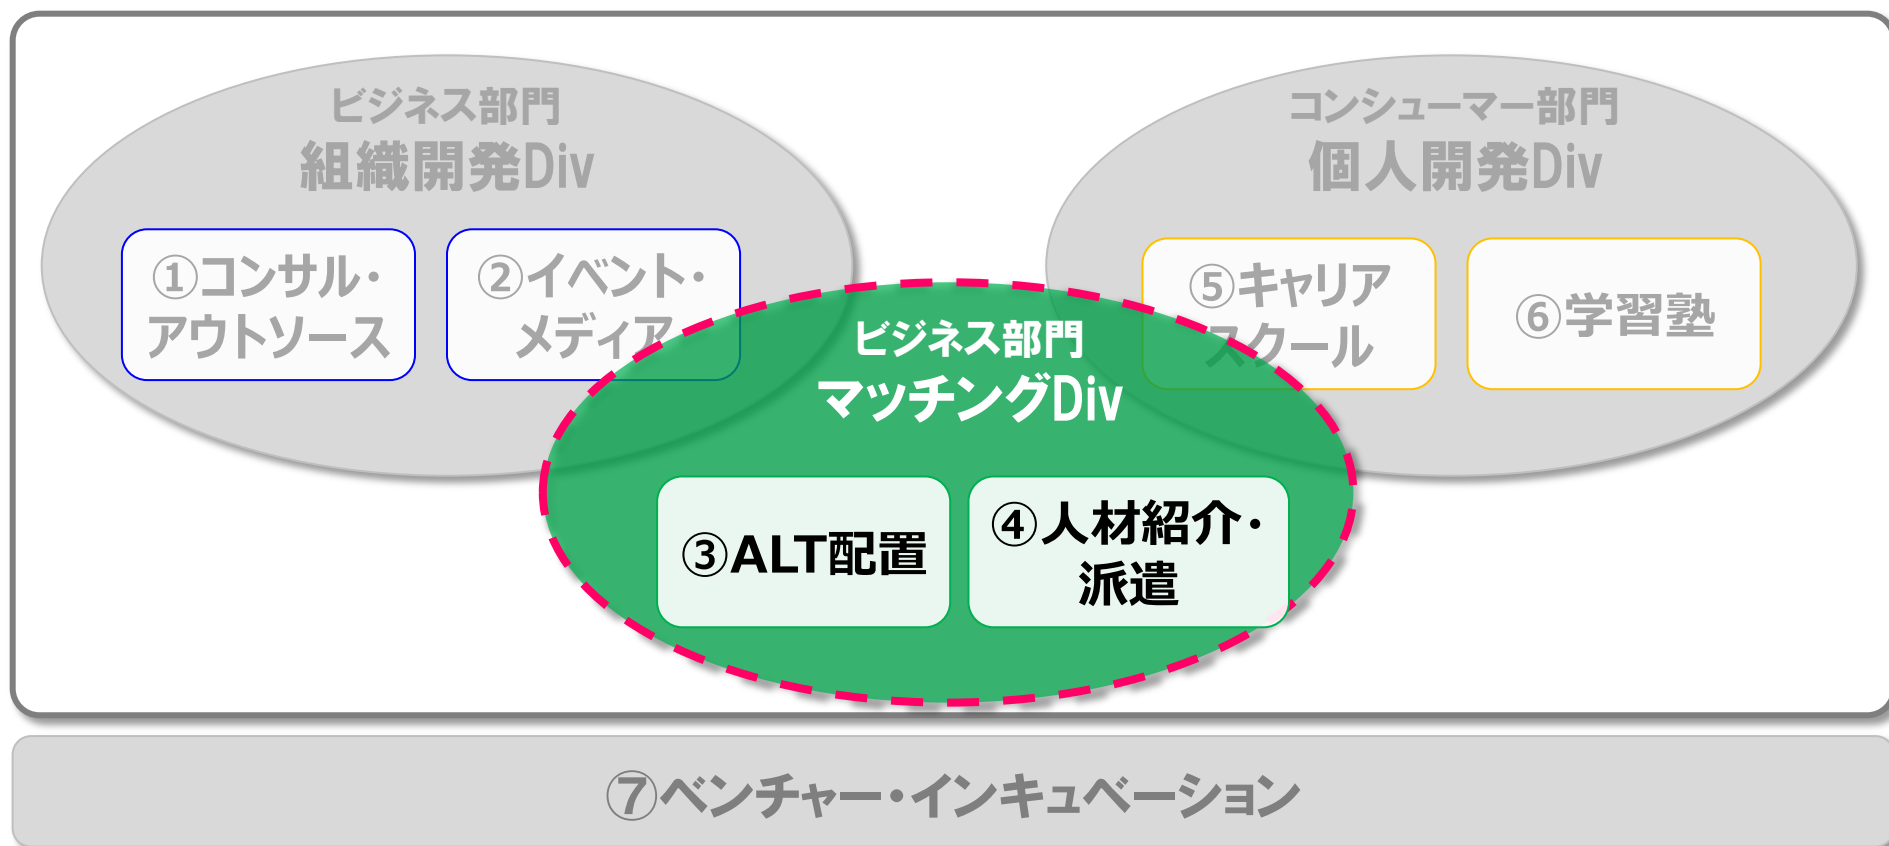 ビジネス部門
組織開発Div
①コンサル・
アウトソース
②イベント・
メディア
コンシューマー部門
個人開発Div
⑤キャリア
スクール
⑥学習塾
ビジネス部門
マッチングDiv
③ALT配置
④人材紹介・
派遣
⑦ベンチャー・インキュベーション